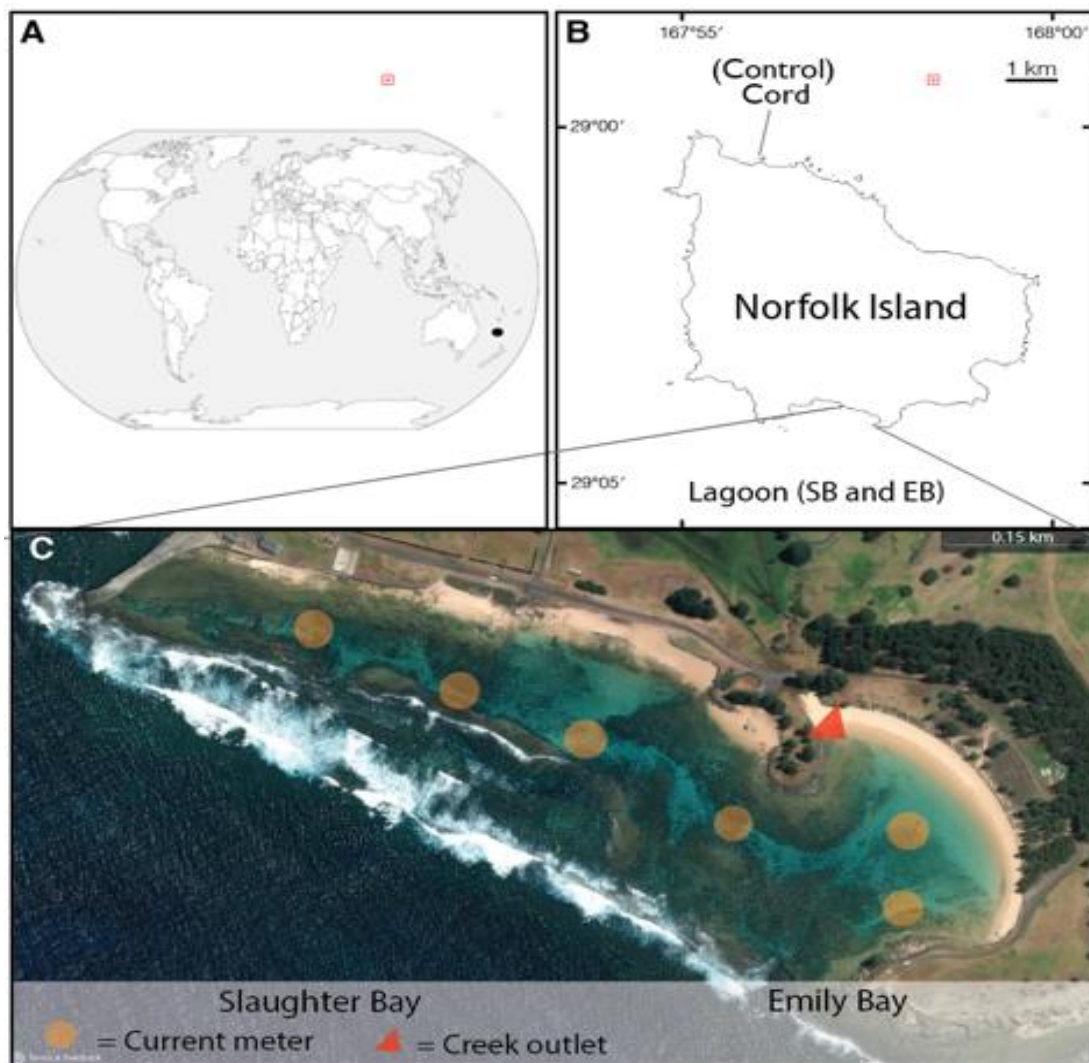 A
B
167°55′
168°00′
(Control)
Cord
1 km
29°00′
Norfolk Island
29°05′
Lagoon (SB and EB)
C
0.15 km
Slaughter Bay
Emily Bay
= Current meter
= Creek outlet